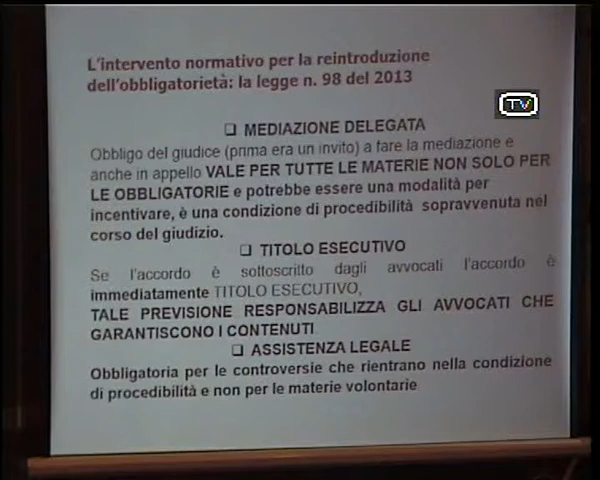 L'intervento normativo per la reintroduzione
dell'obbligatorietà: la legge n. 98 del 2013
TV
❑ MEDIAZIONE DELEGATA
Obbligo del giudice (prima era un invito) a fare la mediazione e
anche in appello VALE PER TUTTE LE MATERIE NON SOLO PER
LE OBBLIGATORIE e potrebbe essere una modalità per
incentivare, è una condizione di procedibilità sopravvenuta nel
corso del giudizio.
❑ TITOLO ESECUTIVO
Se l'accordo è sottoscritto dagli avvocati l'accordo è
immediatamente TITOLO ESECUTIVO,
TALE PREVISIONE RESPONSABILIZZA GLI AVVOCATI CHE
GARANTISCONO I CONTENUTI
❑ ASSISTENZA LEGALE
Obbligatoria per le controversie che rientrano nella condizione
di procedibilità e non per le materie volontarie